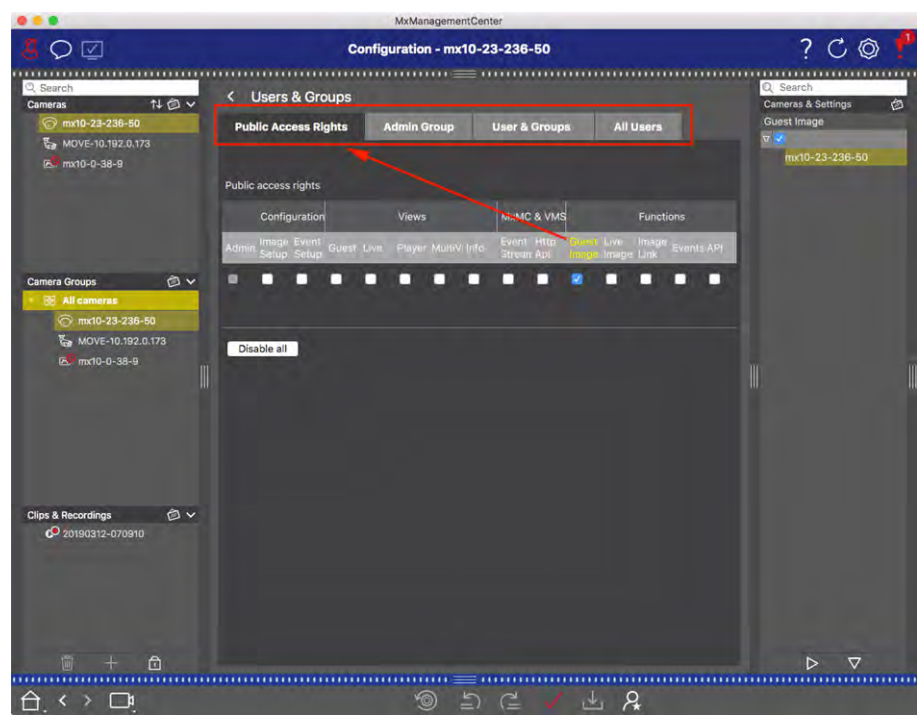 MxManagementCenter
Configuration - mx10-23-236-50
?
1
Search
Cameras
mx10-23-236-50
MOVE-10.192.0.173
mx10-0-38-9
Camera Groups
All cameras
mx10-23-236-50
MOVE-10.192.0.173
mx10-0-38-9
Clips & Recordings
20190312-070910
Users & Groups
Public Access Rights Admin Group User & Groups All Users
Public access rights
Configuration Views MxMC & VMS Functions
Admin Image Setup Event Setup Guest Live Player MultiVi Info Event Stream Http Api Guest Image Live Image Image Link Events API
Disable all
Search
Cameras & Settings
Guest Image
mx10-23-236-50